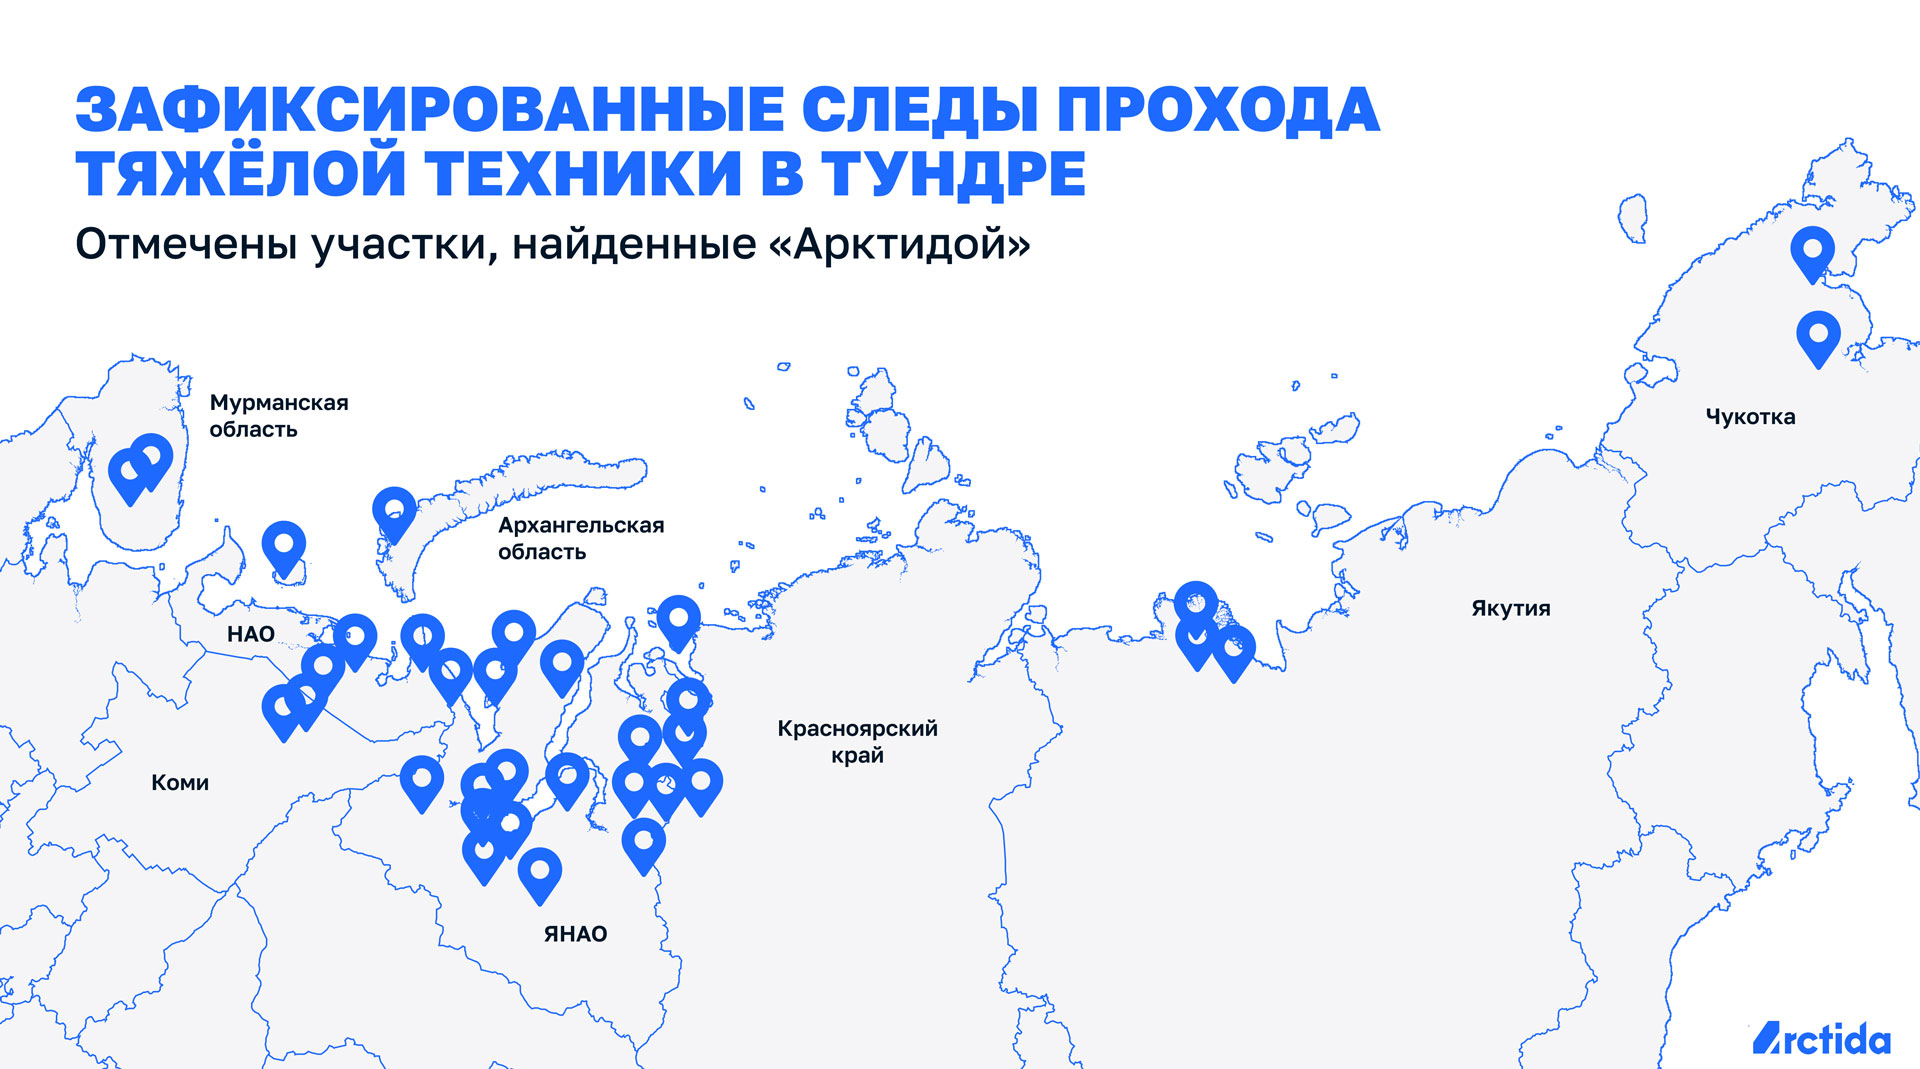 ЗАФИКСИРОВАННЫЕ СЛЕДЫ ПРОХОДА
ТЯЖЁЛОЙ ТЕХНИКИ В ТУНДРЕ
Отмечены участки, найденные «Арктидой»
Мурманская
область
Чукотка
Архангельская
область
Якутия
НАО
Красноярский
край
Коми
ЯНАО
Arctida